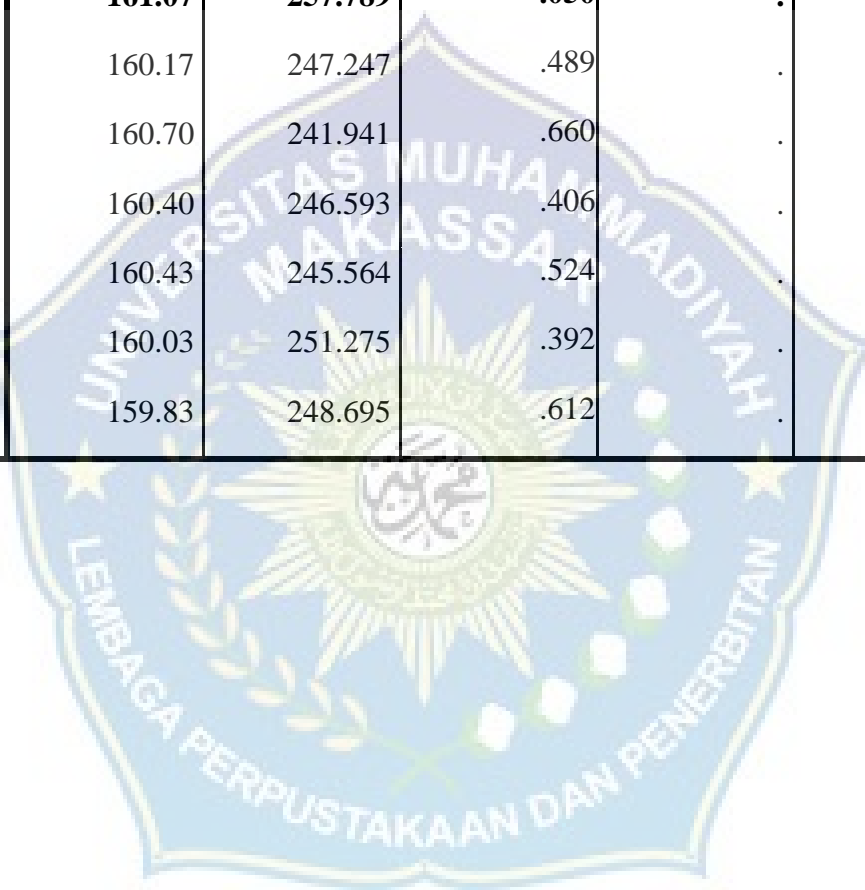 160.17 247.247 .489 .
160.70 241.941 .660 .
160.40 246.593 .406 .
160.43 245.564 .524 .
160.03 251.275 .392 .
159.83 248.695 .612 .
UNIVERSITAS MUHAMMADIYAH
MAKASSAR
LEMBAGA PERPUSTAKAAN DAN PENERBITAN